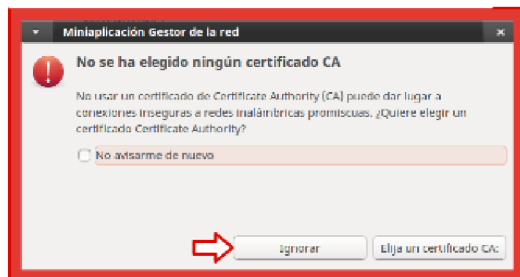 Miniaplicación Gestor de la red
No se ha elegido ningún certificado CA
No usar un certificado de Certificate Authority (CA) puede dar lugar a
conexiones inseguras a redes inalámbricas promiscuas. ¿Quiere elegir un
certificado Certificate Authority?
No avisarme de nuevo
Ignorar
Elija un certificado CA: